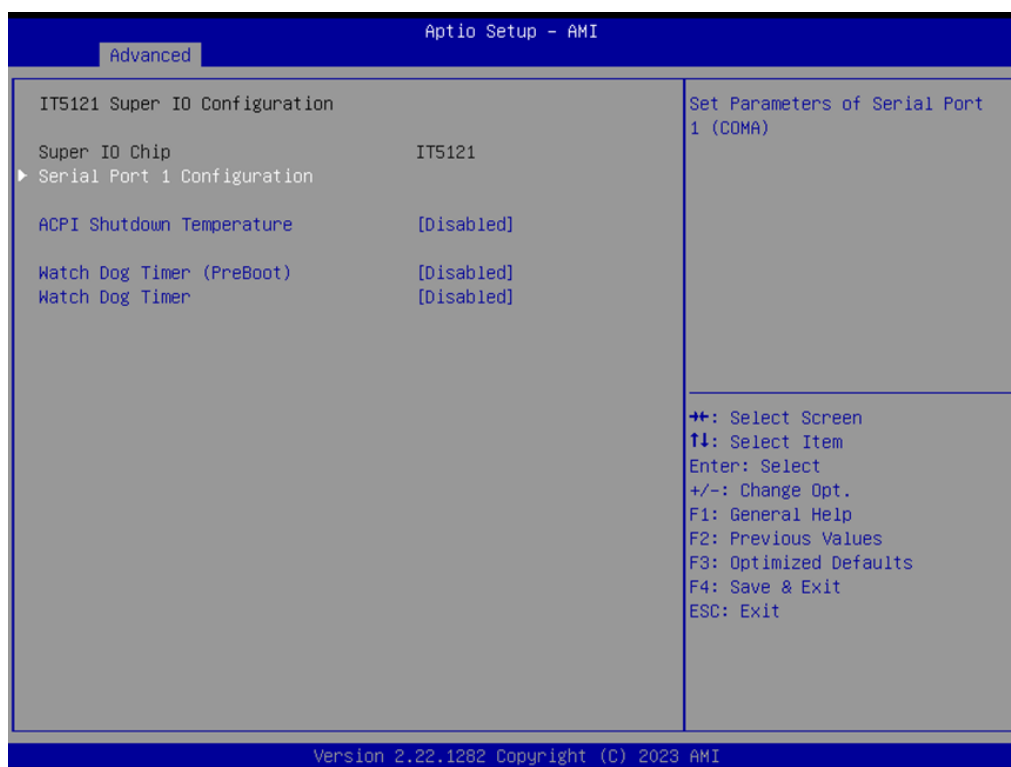 Aptio Setup – AMI
Advanced
IT5121 Super IO Configuration
Super IO Chip IT5121
▶ Serial Port 1 Configuration
ACPI Shutdown Temperature [Disabled]
Watch Dog Timer (PreBoot) [Disabled]
Watch Dog Timer [Disabled]
Set Parameters of Serial Port
1 (COMA)
→←: Select Screen
↑↓: Select Item
Enter: Select
+/-: Change Opt.
F1: General Help
F2: Previous Values
F3: Optimized Defaults
F4: Save & Exit
ESC: Exit
Version 2.22.1282 Copyright (C) 2023 AMI